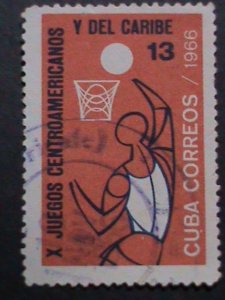 X JUEGOS CENTROAMERICANOS
Y DEL CARIBE
13
CUBA CORREOS / 1966